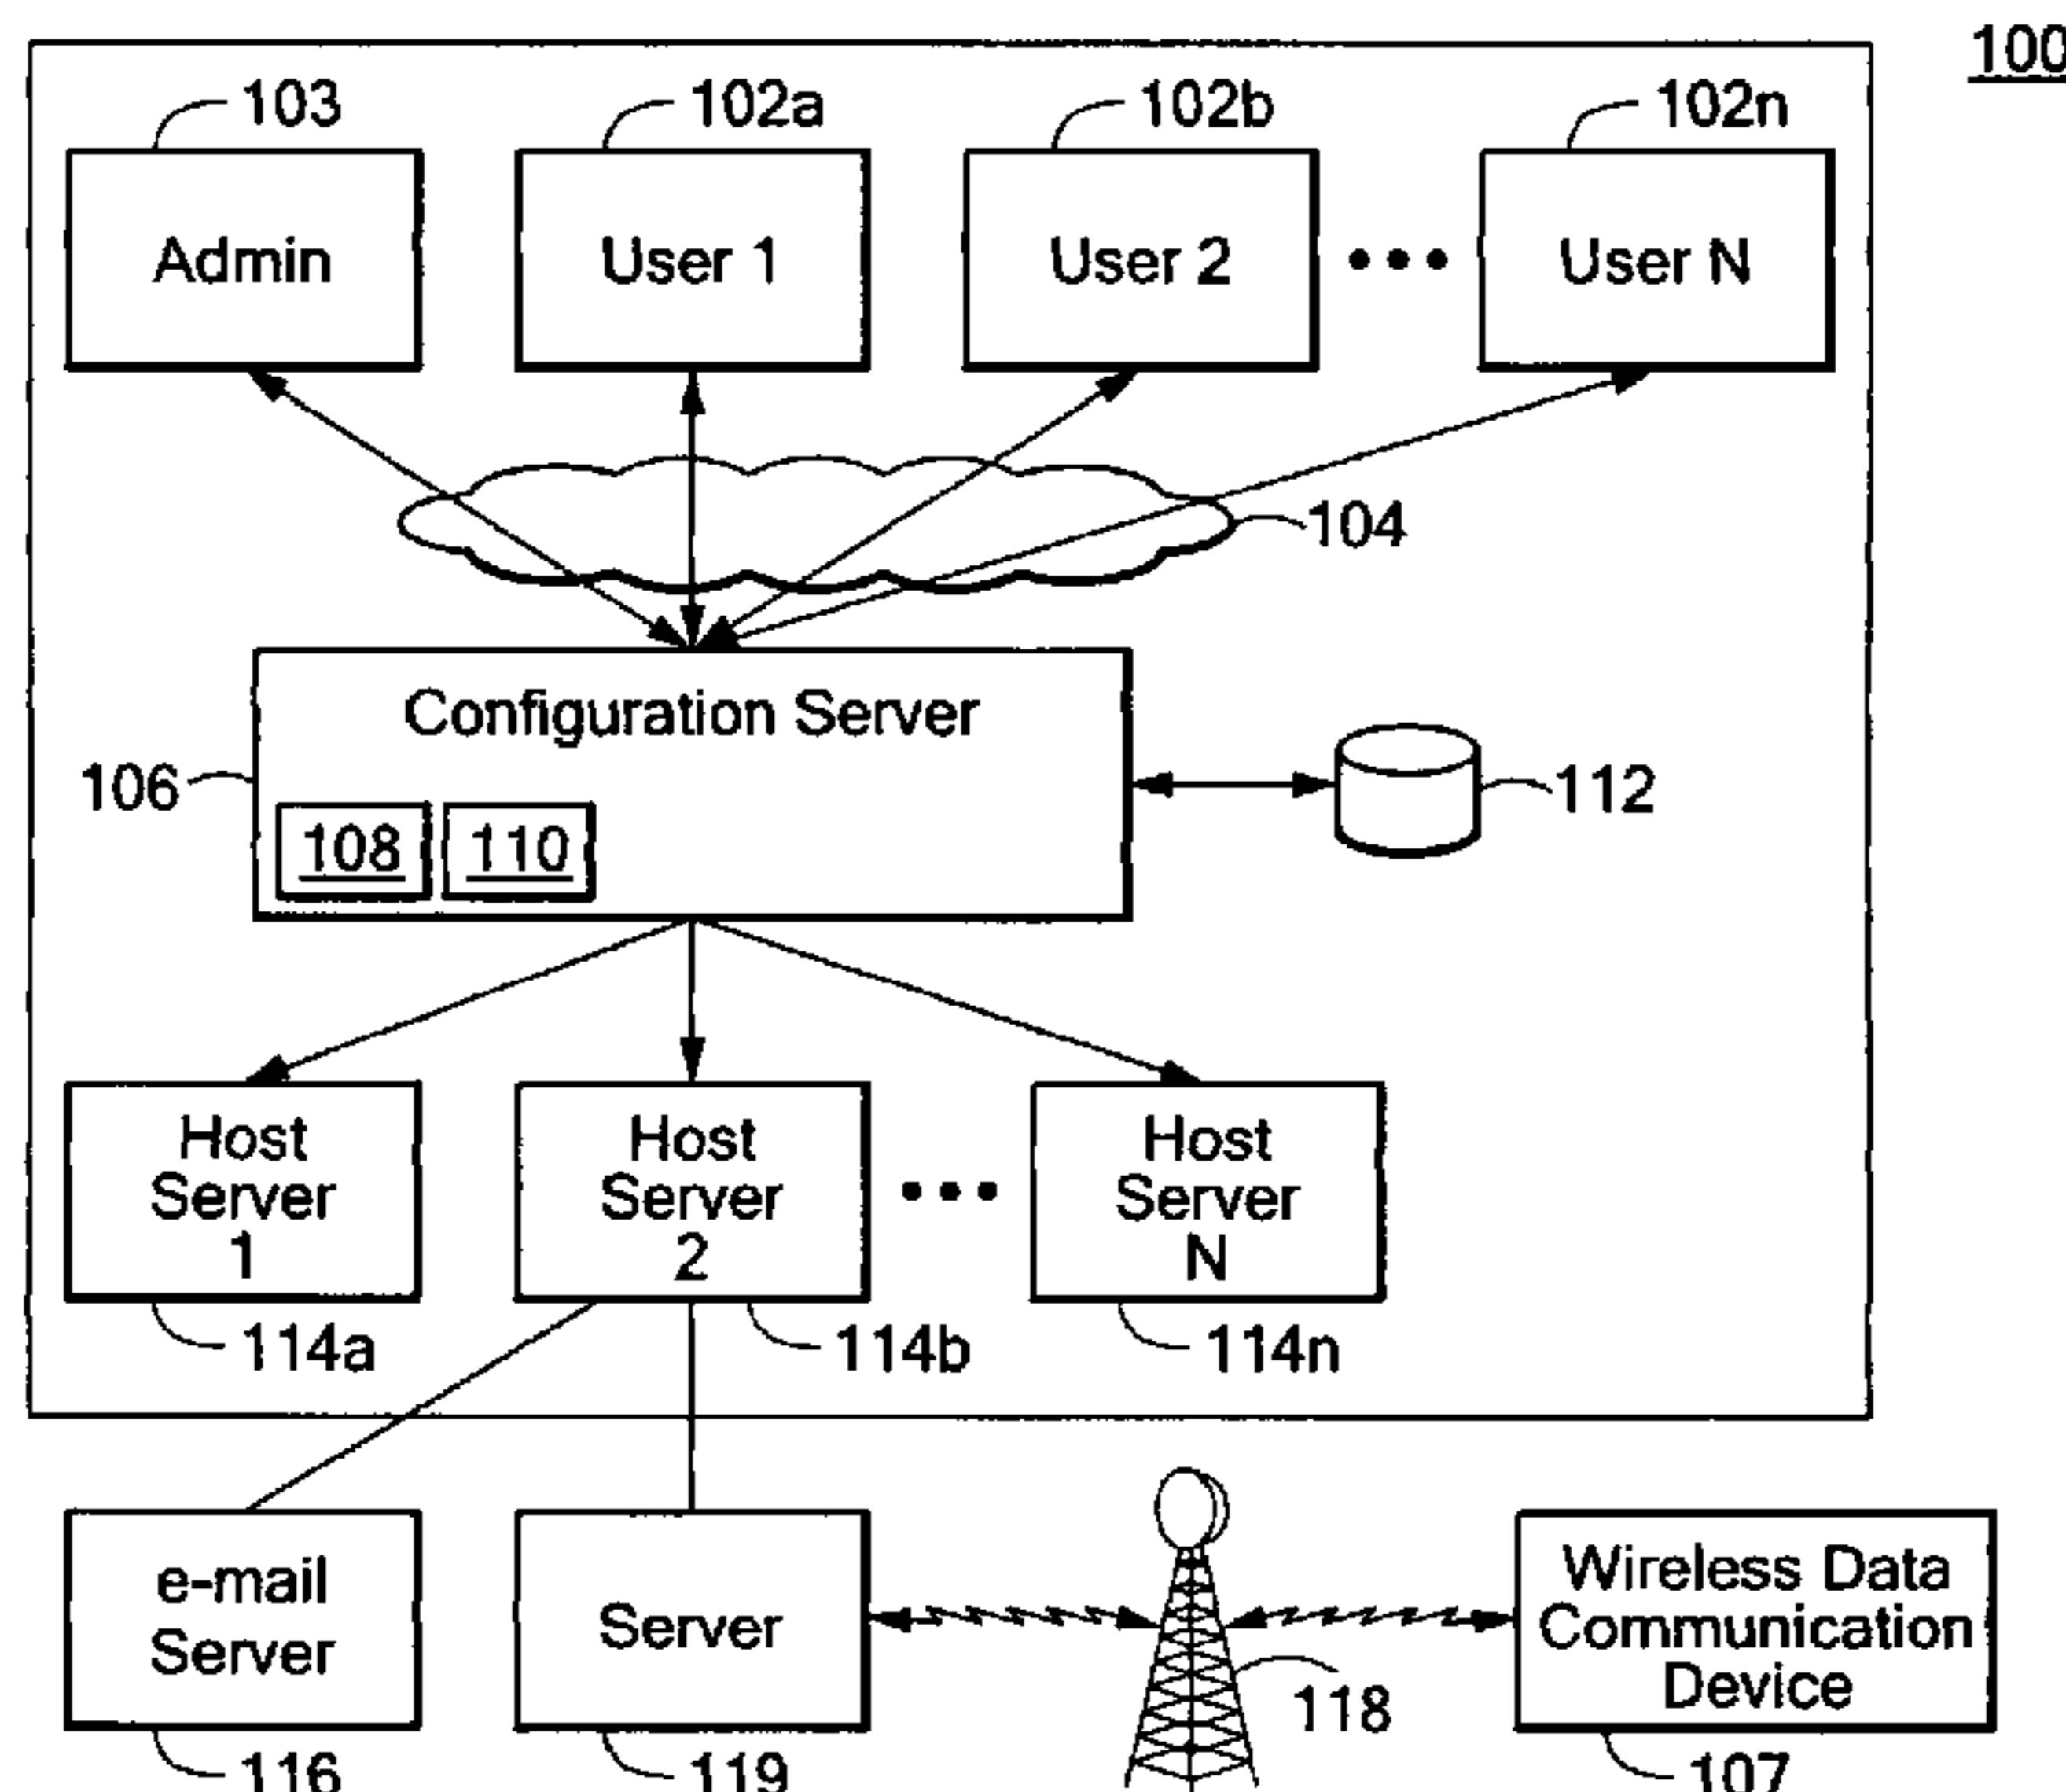 100
103
102a
102b
102n
Admin
User 1
User 2
User N
104
Configuration Server
106
112
108
110
Host
Server
1
Host
Server
2
Host
Server
N
114a
114b
114n
e-mail
Server
Server
Wireless Data
Communication
Device
118
116
119
107